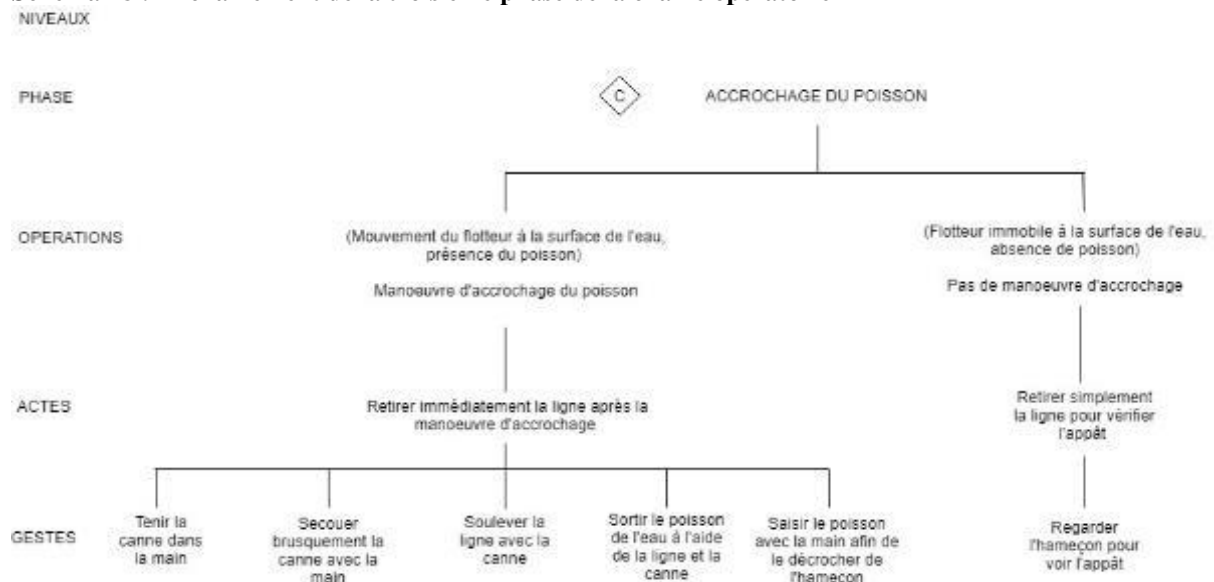 NIVEAUX
PHASE
C
ACCROCHAGE DU POISSON
OPERATIONS
(Mouvement du flotteur à la surface de l'eau,
présence du poisson)
Manoeuvre d'accrochage du poisson
(Flotteur immobile à la surface de l'eau,
absence de poisson)
Pas de manoeuvre d'accrochage
ACTES
Retirer immédiatement la ligne après la
manoeuvre d'accrochage
Retirer simplement
la ligne pour vérifier
l'appât
GESTES
Tenir la
canne dans
la main
Secouer
brusquement la
canne avec la
main
Soulever la
ligne avec la
canne
Sortir le poisson
de l'eau à l'aide
de la ligne et la
canne
Saisir le poisson
avec la main afin de
le décrocher de
l'hameçon
Regarder
l'hameçon pour
voir l'appât